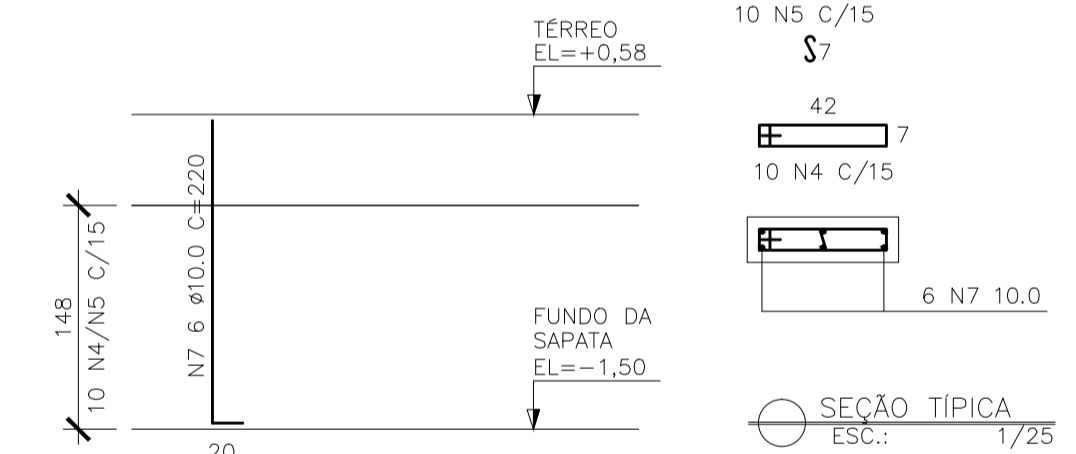 TÉRREO
EL=+0,58
N7 6 ø10.0 C=220
148
10 N4/N5 C/15
FUNDO DA
SAPATA
EL=-1,50
20
10 N5 C/15
7
42
7
10 N4 C/15
6 N7 10.0
SEÇÃO TÍPICA
ESC.: 1/25